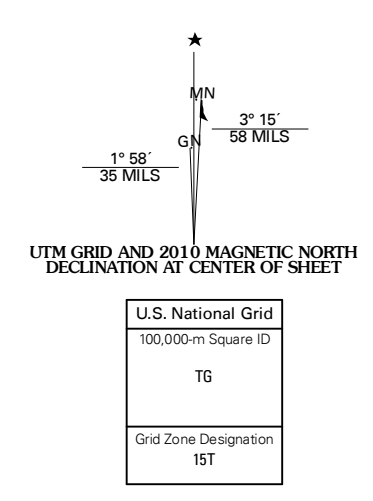 ★
MN
3° 15´
58 MILS
GN
1° 58´
35 MILS
UTM GRID AND 2010 MAGNETIC NORTH
DECLINATION AT CENTER OF SHEET
U.S. National Grid
100,000-m Square ID
TG
Grid Zone Designation
15T